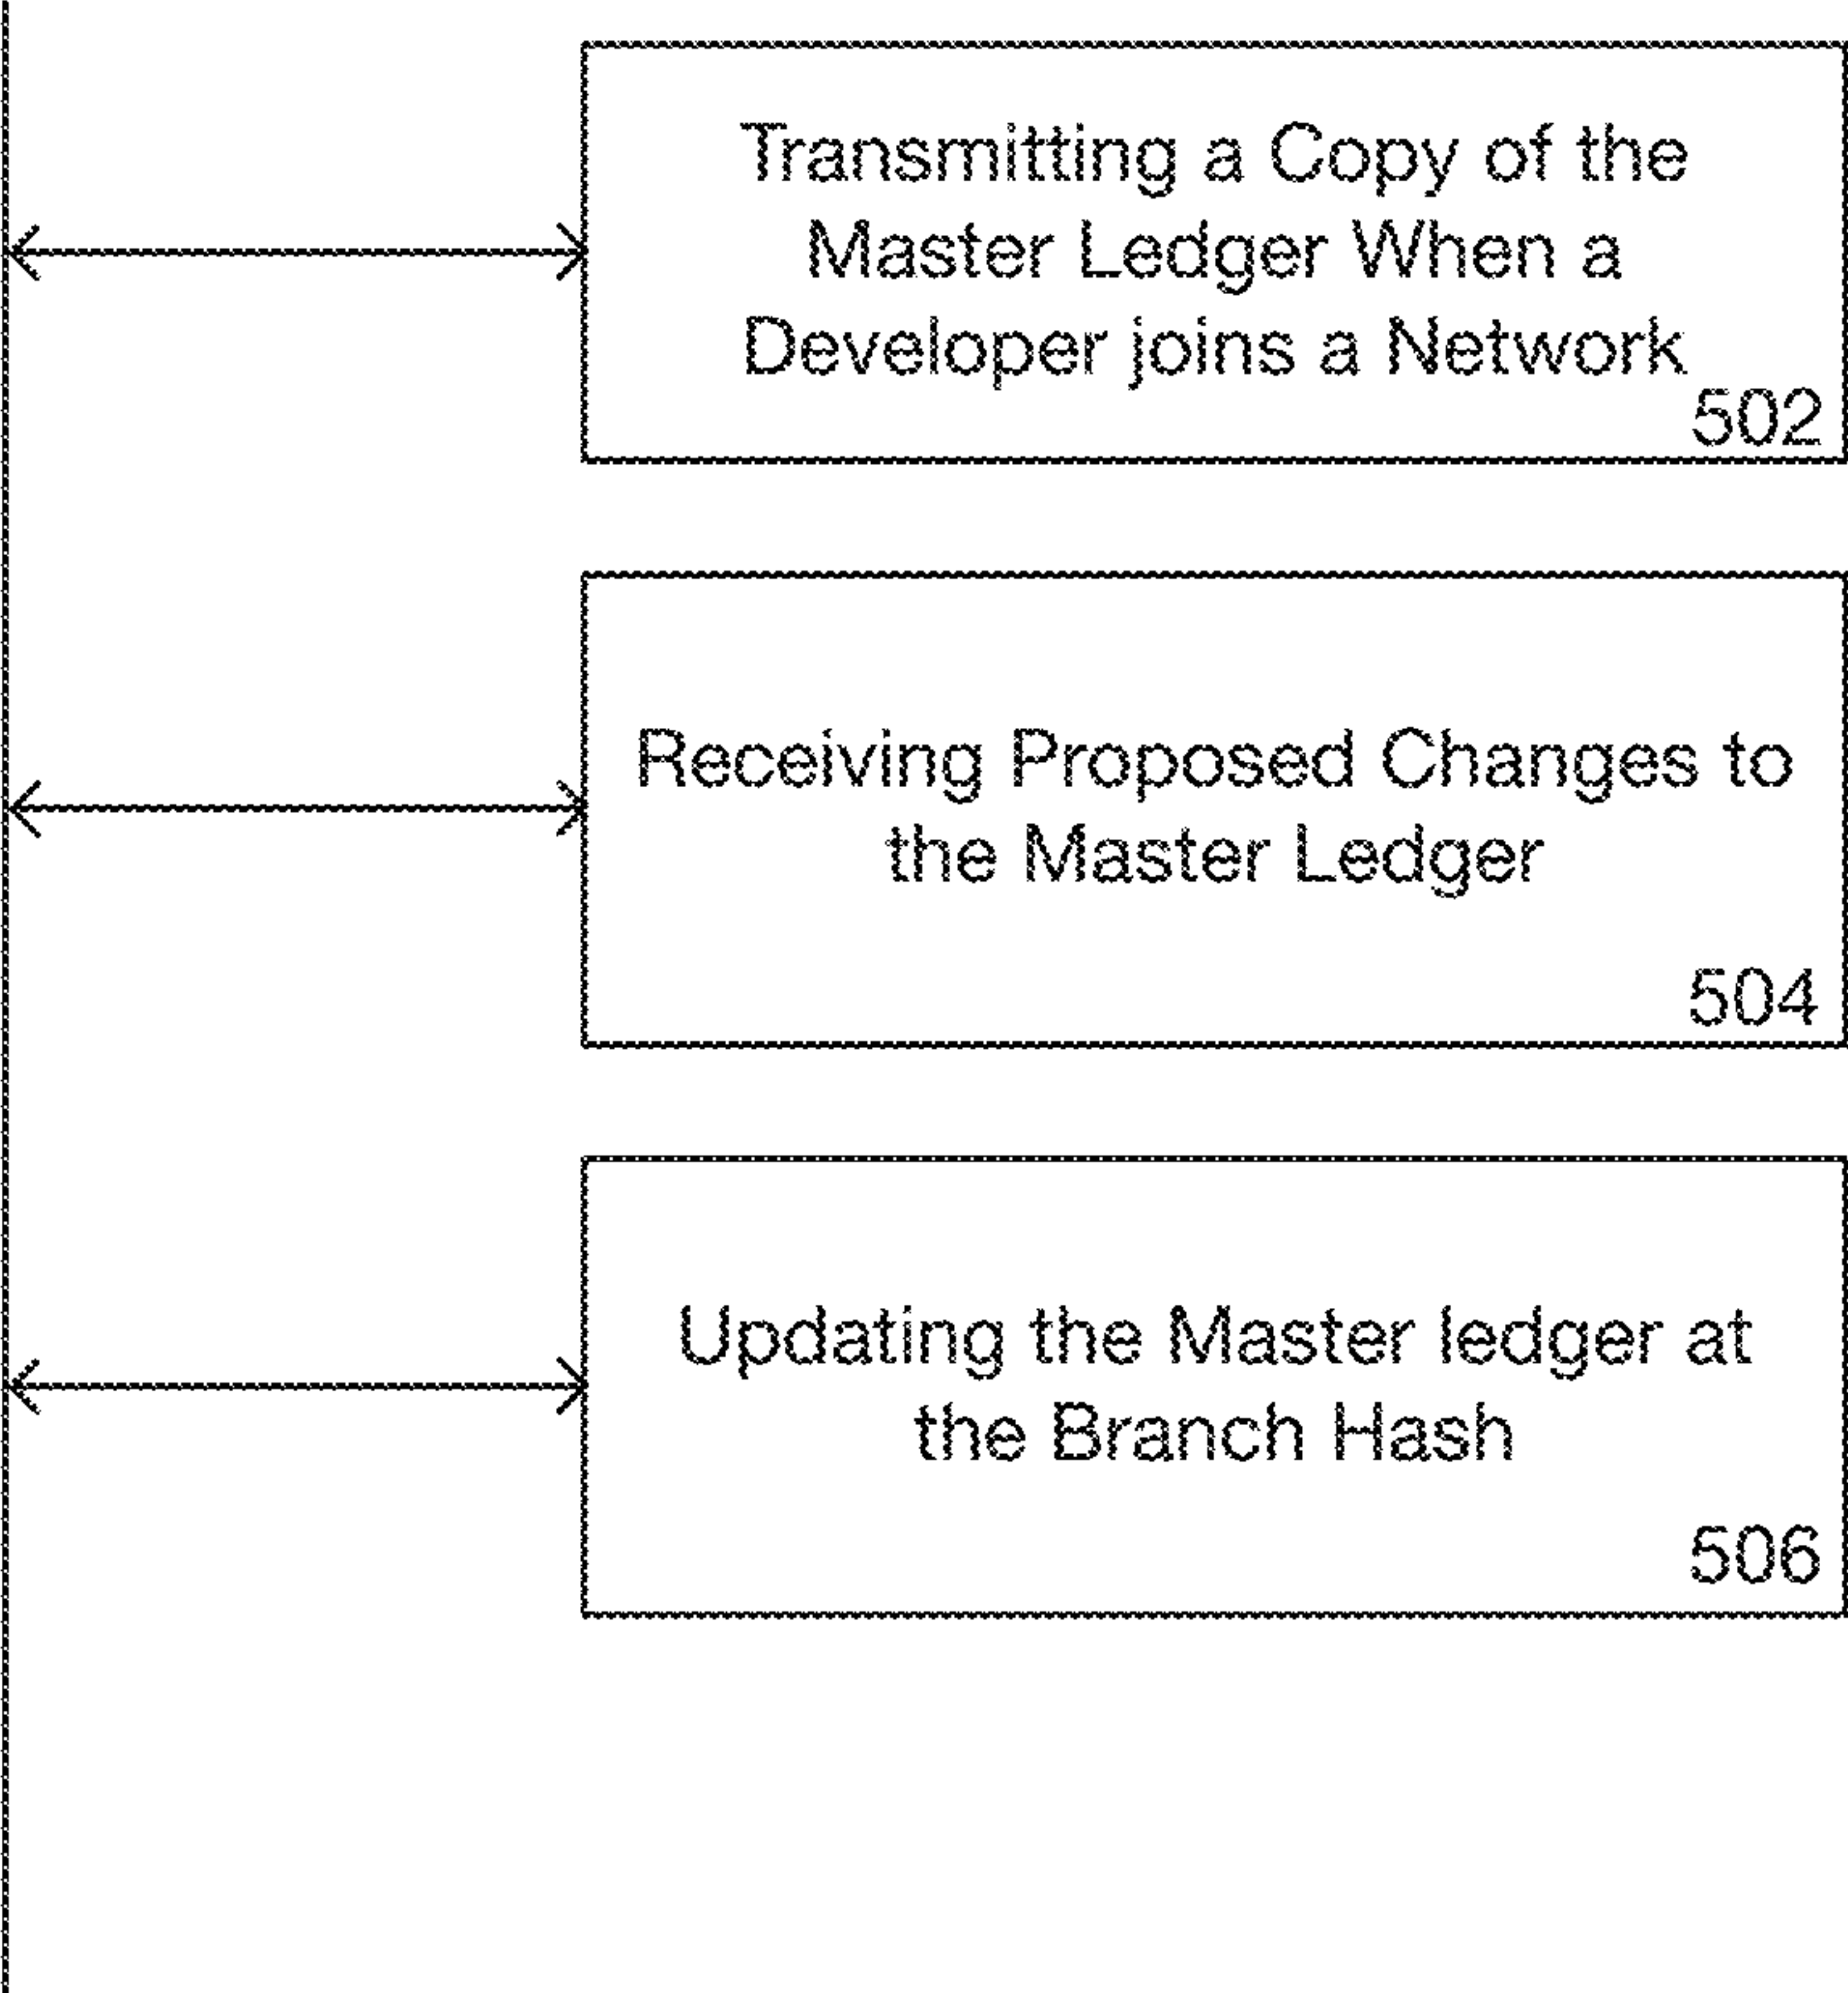 Transmitting a Copy of the
Master Ledger When a
Developer joins a Network
502
Receiving Proposed Changes to
the Master Ledger
504
Updating the Master ledger at
the Branch Hash
506